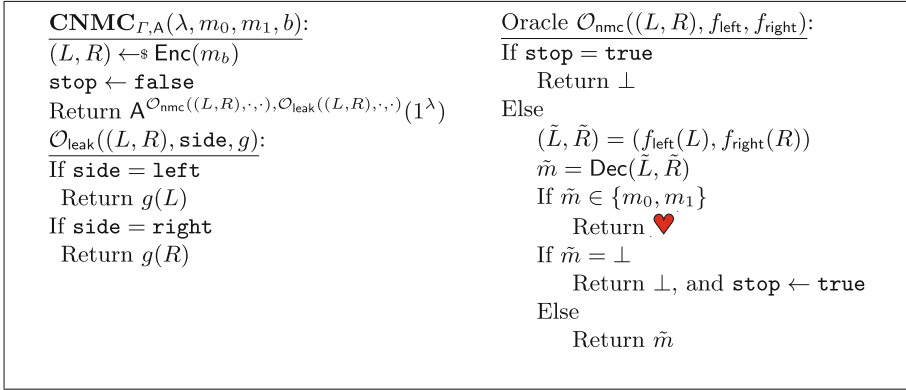 CNMC_{Γ,A}(λ, m_0, m_1, b):
(L, R) ←$ Enc(m_b)
stop ← false
Return A^{O_nmc((L,R),·,·),O_leak((L,R),·,·)}(1^λ)
O_leak((L, R), side, g):
If side = left
Return g(L)
If side = right
Return g(R)
Oracle O_nmc((L, R), f_left, f_right):
If stop = true
Return ⊥
Else
(L̃, R̃) = (f_left(L), f_right(R))
m̃ = Dec(L̃, R̃)
If m̃ ∈ {m_0, m_1}
Return ♥
If m̃ = ⊥
Return ⊥, and stop ← true
Else
Return m̃